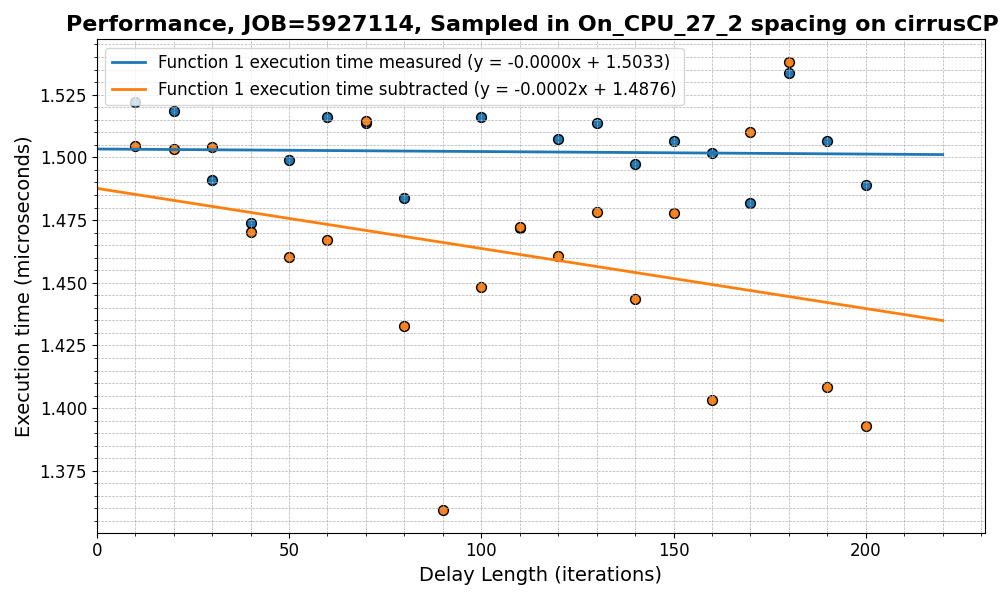 Performance, JOB=5927114, Sampled in On_CPU_27_2 spacing on cirrusCP
Function 1 execution time measured (y = -0.0000x + 1.5033)
Function 1 execution time subtracted (y = -0.0002x + 1.4876)
Execution time (microseconds)
1.525
1.500
1.475
1.450
1.425
1.400
1.375
0 50 100 150 200
Delay Length (iterations)